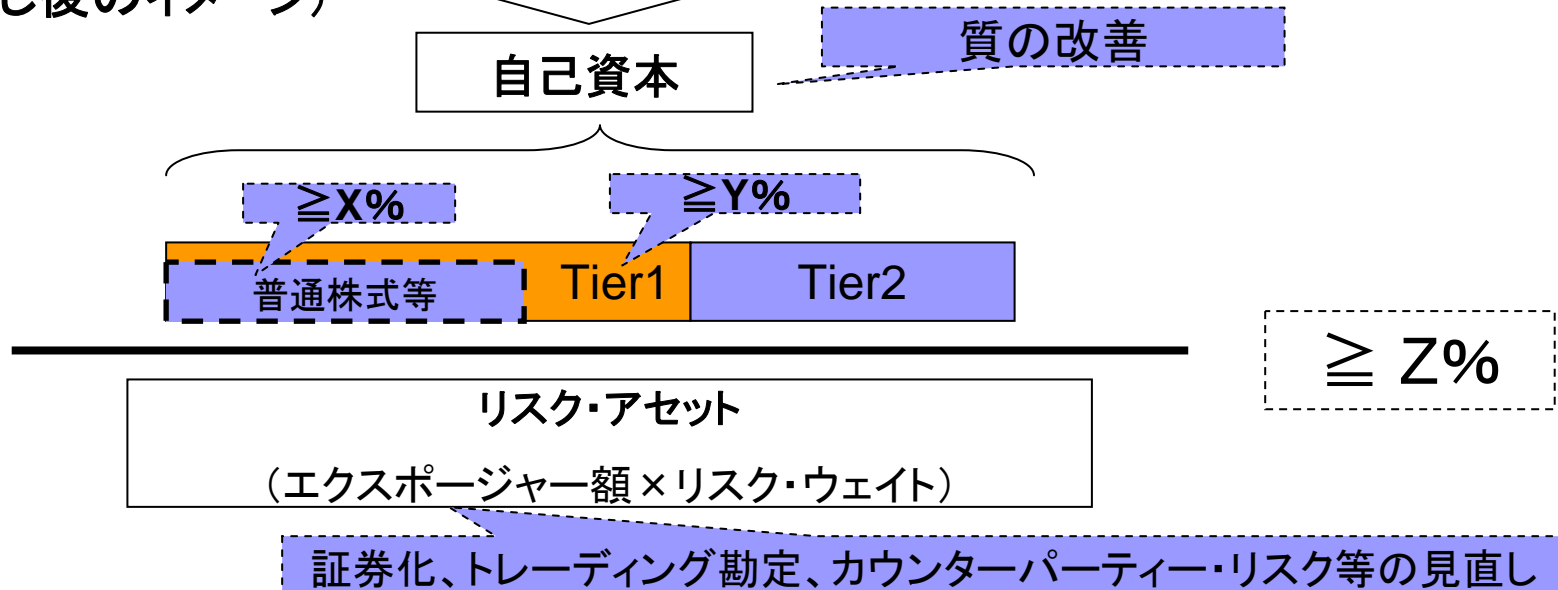 し後のイメージ)
質の改善
自己資本
≧X%
≧Y%
普通株式等
Tier1
Tier2
≧ Z%
リスク・アセット
(エクスポージャー額×リスク・ウェイト)
証券化、トレーディング勘定、カウンターパーティー・リスク等の見直し